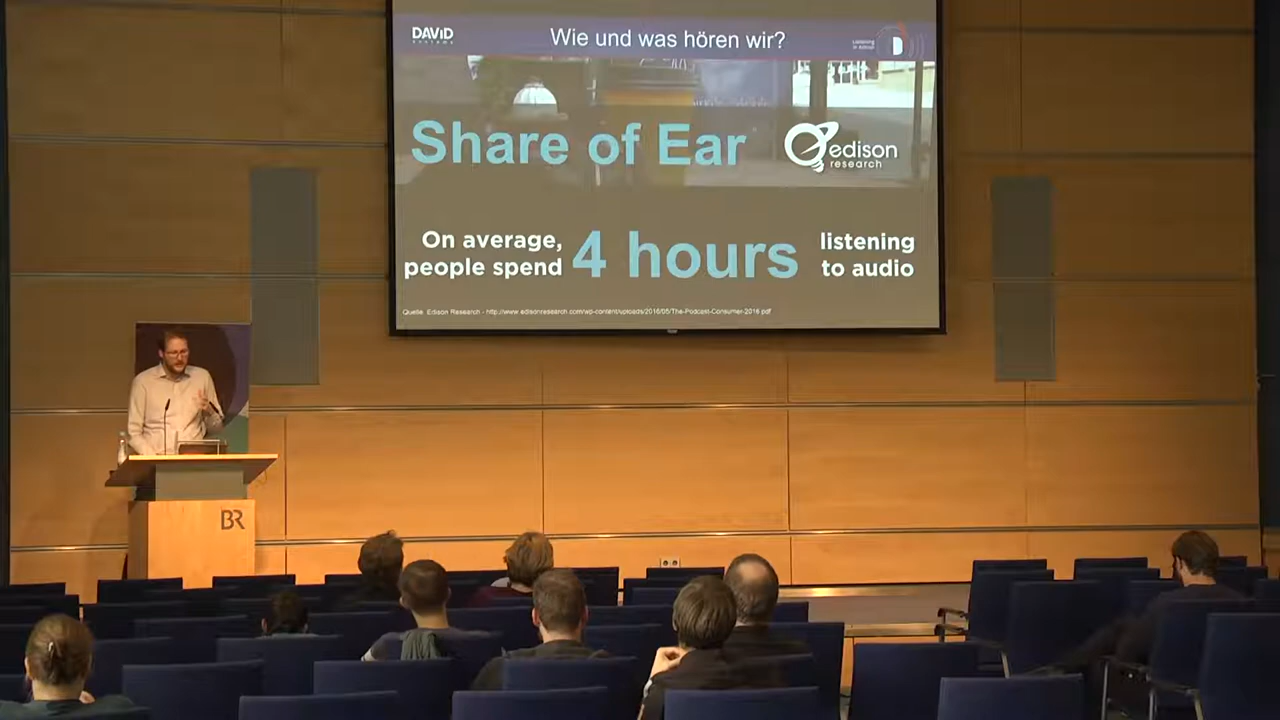 DAViD
SYSTEMS
Wie und was hören wir?
Share of Ear
edison
research
On average,
people spend
4 hours
listening
to audio
Quelle: Edison Research - http://www.edisonresearch.com/wp-content/uploads/2016/05/The-Podcast-Consumer-2016.pdf
BR